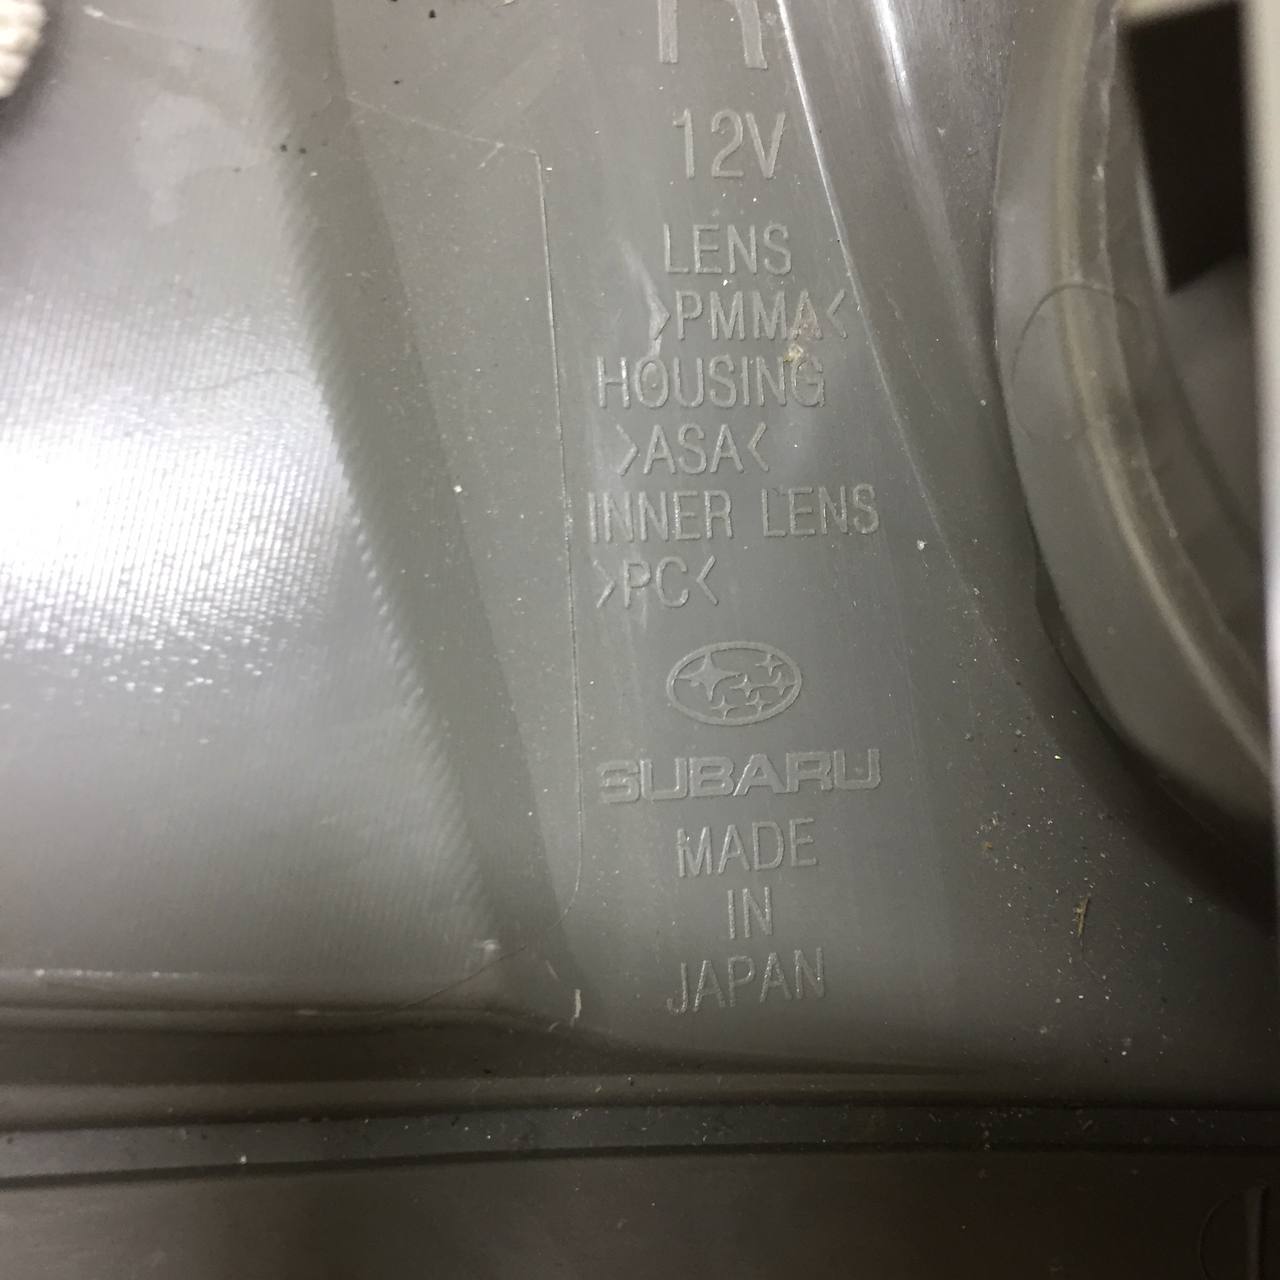 12V
LENS
>PMMA<
HOUSING
>ASA<
INNER LENS
>PC<
SUBARU
MADE
IN
JAPAN